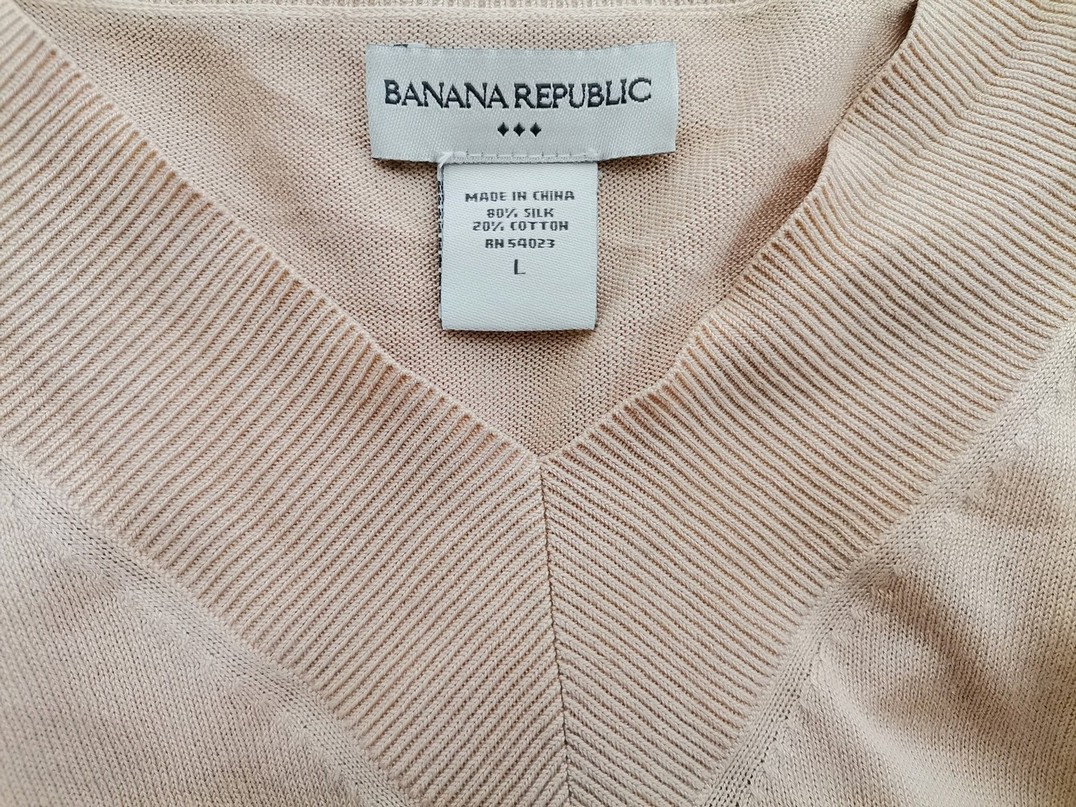 BANANA REPUBLIC
MADE IN CHINA
80% SILK
20% COTTON
RN 54023
L